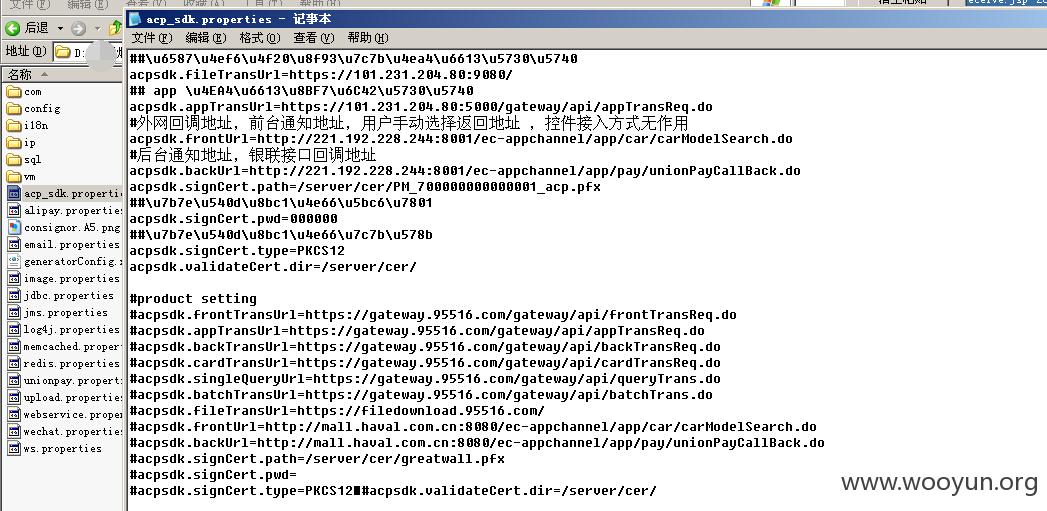 文件(F) 编辑(E) 查看(V) 收藏(A) 工具(T) 帮助(H)
后退
地址(D) D:
名称
com
config
i18n
ip
sql
vm
acp_sdk.properti
alipay.properties
consignor.A5.png
email.properties
generatorConfig.x
image.properties
jdbc.properties
jms.properties
log4j.properties
memcached.proper
redis.properties
unionpay.properti
upload.properties
webservice.proper
wechat.properties
ws.properties
acp_sdk.properties - 记事本
文件(F) 编辑(E) 格式(O) 查看(V) 帮助(H)
##\u6587\u4ef6\u4f20\u8f93\u7c7b\u4ea4\u6613\u5730\u5740
acpsdk.fileTransUrl=https://101.231.204.80:9080/
## app \u4EA4\u6613\u8BF7\u6C42\u5730\u5740
acpsdk.appTransUrl=https://101.231.204.80:5000/gateway/api/appTransReq.do
#外网回调地址，前台通知地址，用户手动选择返回地址 ，控件接入方式无作用
acpsdk.frontUrl=http://221.192.228.244:8001/ec-appchannel/app/car/carModelSearch.do
#后台通知地址，银联接口回调地址
acpsdk.backUrl=http://221.192.228.244:8001/ec-appchannel/app/pay/unionPayCallBack.do
acpsdk.signCert.path=/server/cer/PM_700000000000001_acp.pfx
##\u7b7e\u540d\u8bc1\u4e66\u5bc6\u7801
acpsdk.signCert.pwd=000000
##\u7b7e\u540d\u8bc1\u4e66\u7c7b\u578b
acpsdk.signCert.type=PKCS12
acpsdk.validateCert.dir=/server/cer/
#product setting
#acpsdk.frontTransUrl=https://gateway.95516.com/gateway/api/frontTransReq.do
#acpsdk.appTransUrl=https://gateway.95516.com/gateway/api/appTransReq.do
#acpsdk.backTransUrl=https://gateway.95516.com/gateway/api/backTransReq.do
#acpsdk.cardTransUrl=https://gateway.95516.com/gateway/api/cardTransReq.do
#acpsdk.singleQueryUrl=https://gateway.95516.com/gateway/api/queryTrans.do
#acpsdk.batchTransUrl=https://gateway.95516.com/gateway/api/batchTrans.do
#acpsdk.fileTransUrl=https://filedownload.95516.com/
#acpsdk.frontUrl=http://mall.haval.com.cn:8080/ec-appchannel/app/car/carModelSearch.do
#acpsdk.backUrl=http://mall.haval.com.cn:8080/ec-appchannel/app/pay/unionPayCallBack.do
#acpsdk.signCert.path=/server/cer/greatwall.pfx
#acpsdk.signCert.pwd=
#acpsdk.signCert.type=PKCS12■#acpsdk.validateCert.dir=/server/cer/
www.wooyun.org